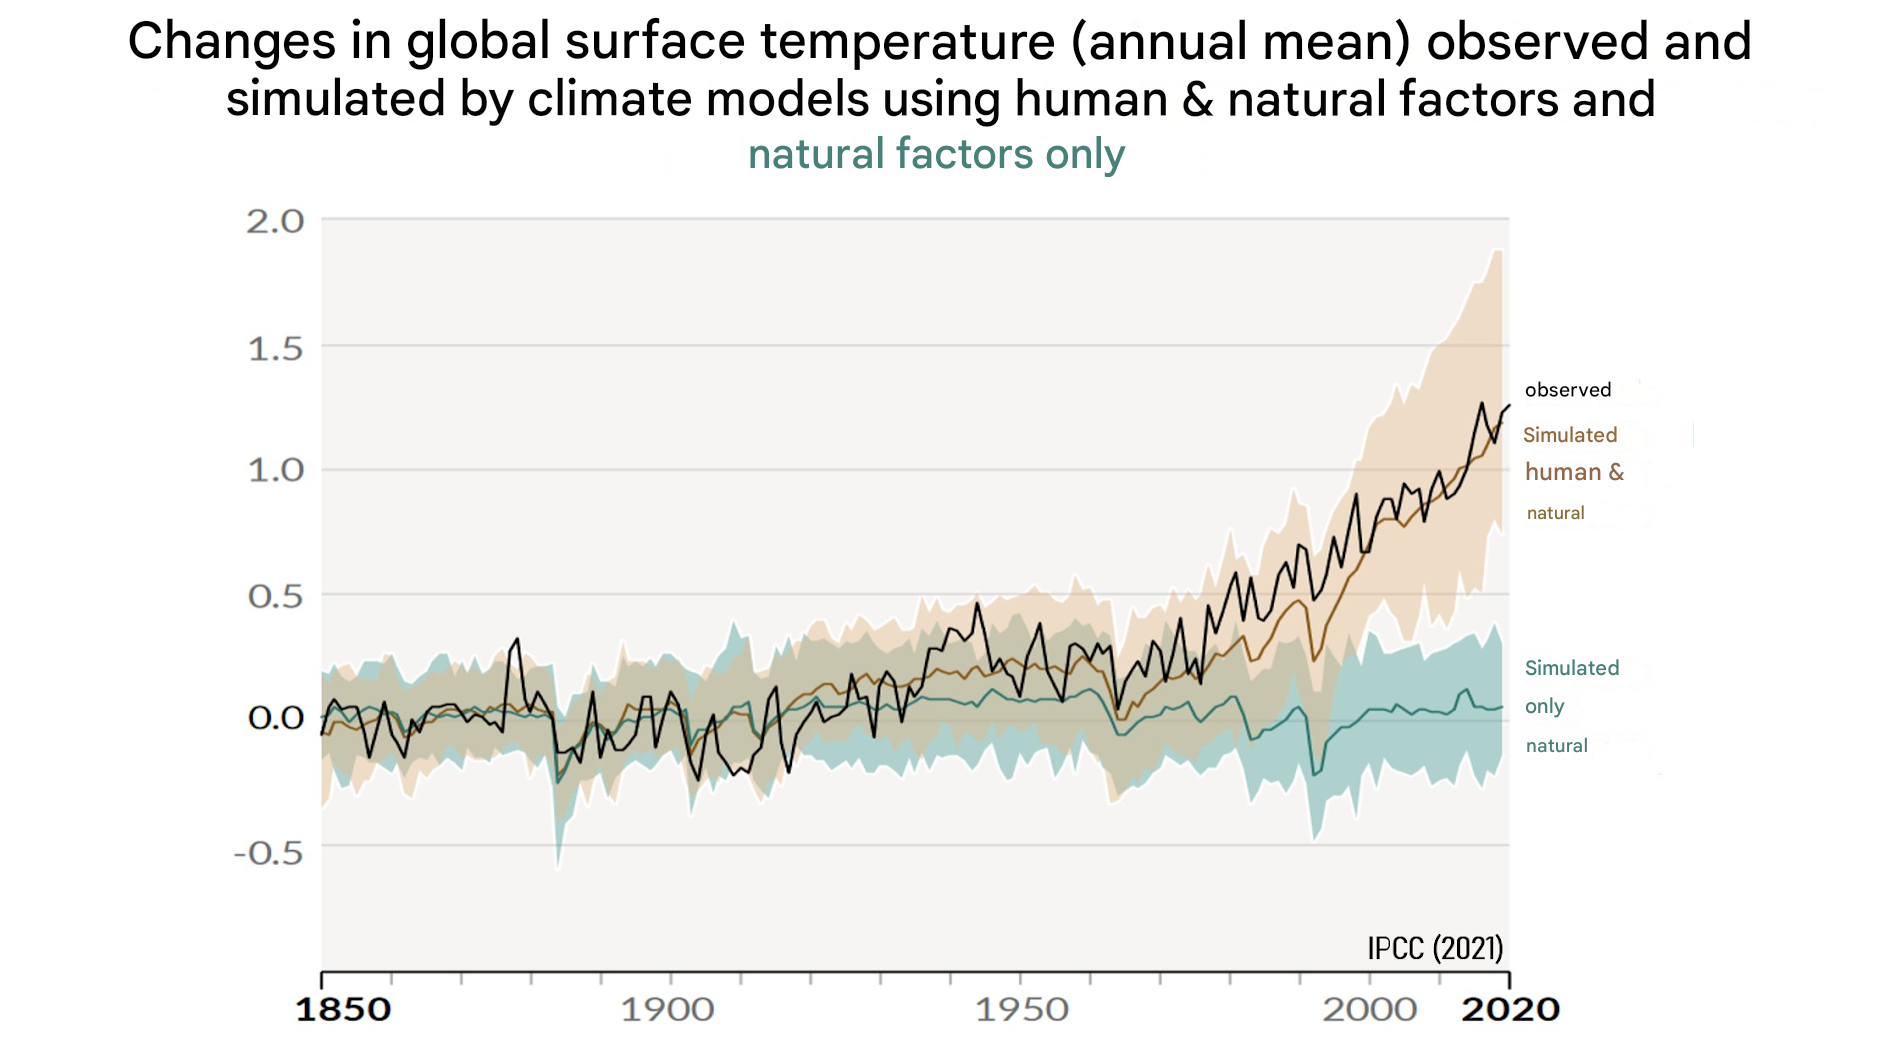 Changes in global surface temperature (annual mean) observed and
simulated by climate models using human & natural factors and
natural factors only
2.0
1.5
1.0
0.5
0.0
-0.5
observed
Simulated
human &
natural
Simulated
only
natural
IPCC (2021)
1850
1900
1950
2000
2020